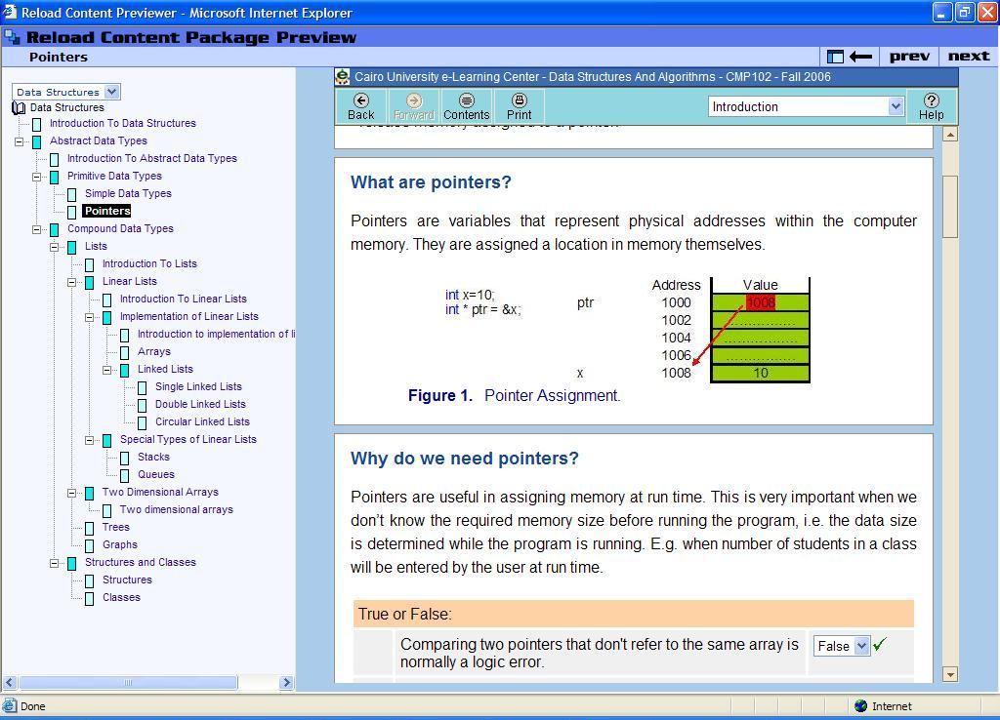 Reload Content Previewer - Microsoft Internet Explorer
Reload Content Package Preview
Pointers
prev
next
Data Structures
Data Structures
Introduction To Data Structures
Abstract Data Types
Introduction To Abstract Data Types
Primitive Data Types
Simple Data Types
Pointers
Compound Data Types
Lists
Introduction To Lists
Linear Lists
Introduction To Linear Lists
Implementation of Linear Lists
Introduction to implementation of li
Arrays
Linked Lists
Single Linked Lists
Double Linked Lists
Circular Linked Lists
Special Types of Linear Lists
Stacks
Queues
Two Dimensional Arrays
Two dimensional arrays
Trees
Graphs
Structures and Classes
Structures
Classes
Cairo University e-Learning Center - Data Structures And Algorithms - CMP102 - Fall 2006
Back
Forward
Contents
Print
Introduction
Help
release memory assigned to a pointer.
What are pointers?
Pointers are variables that represent physical addresses within the computer
memory. They are assigned a location in memory themselves.
Address Value
int x=10;
int * ptr = &x;
ptr 1000 1008
1002 ..................
1004 ....................
1006 ....................
x 1008 10
Figure 1. Pointer Assignment.
Why do we need pointers?
Pointers are useful in assigning memory at run time. This is very important when we
don't know the required memory size before running the program, i.e. the data size
is determined while the program is running. E.g. when number of students in a class
will be entered by the user at run time.
True or False:
Comparing two pointers that don't refer to the same array is
normally a logic error.
False
Done
Internet